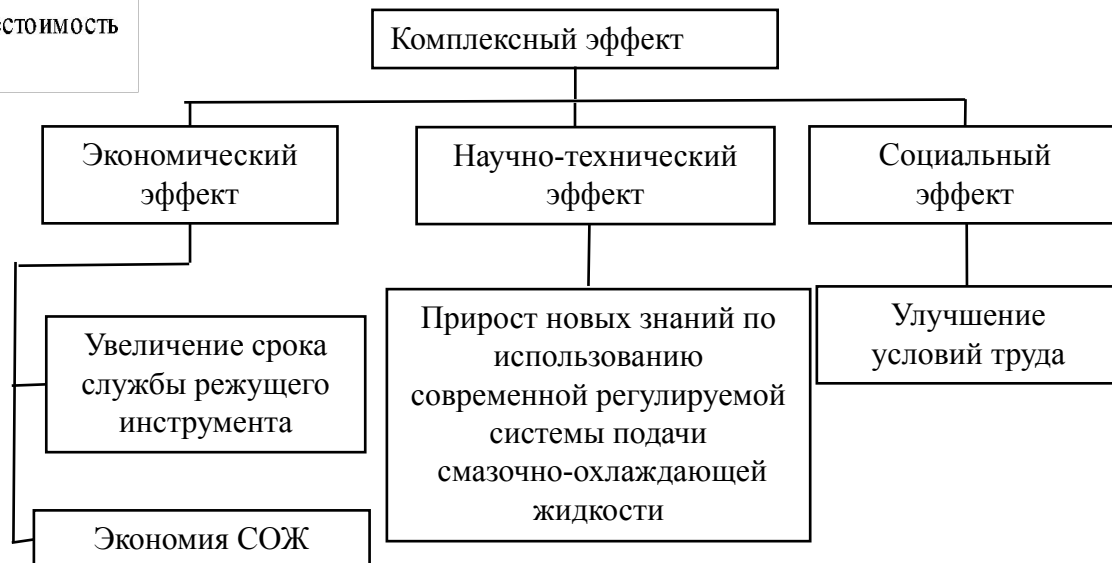 стоимость
Комплексный эффект
Экономический
эффект
Научно-технический
эффект
Социальный
эффект
Увеличение срока
службы режущего
инструмента
Прирост новых знаний по
использованию
современной регулируемой
системы подачи
смазочно-охлаждающей
жидкости
Улучшение
условий труда
Экономия СОЖ